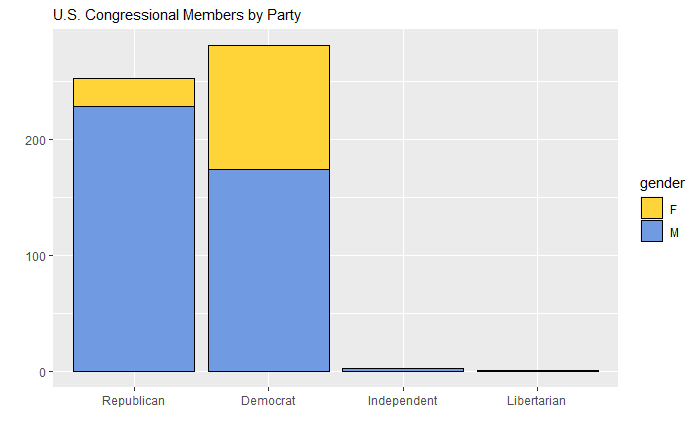 U.S. Congressional Members by Party
200
100
0
Republican Democrat Independent Libertarian
gender
F
M